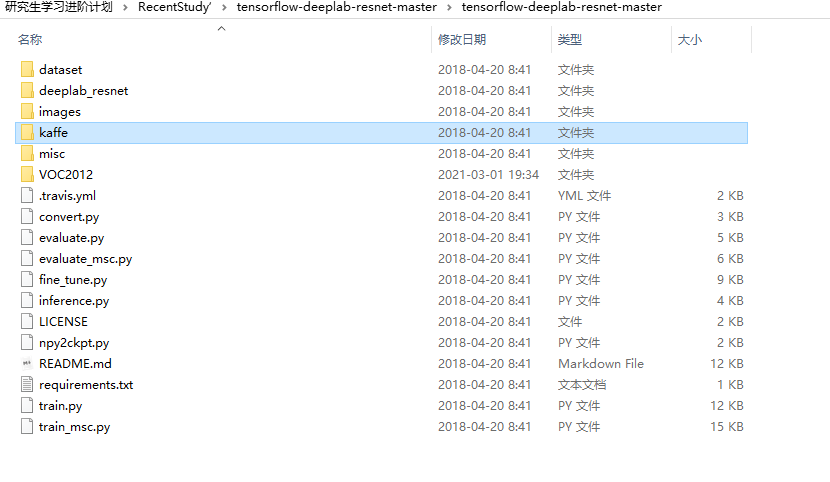 研究生学习进阶计划 › RecentStudy' › tensorflow-deeplab-resnet-master › tensorflow-deeplab-resnet-master
名称 修改日期 类型 大小
dataset 2018-04-20 8:41 文件夹
deeplab_resnet 2018-04-20 8:41 文件夹
images 2018-04-20 8:41 文件夹
kaffe 2018-04-20 8:41 文件夹
misc 2018-04-20 8:41 文件夹
VOC2012 2021-03-01 19:34 文件夹
.travis.yml 2018-04-20 8:41 YML 文件 2 KB
convert.py 2018-04-20 8:41 PY 文件 3 KB
evaluate.py 2018-04-20 8:41 PY 文件 5 KB
evaluate_msc.py 2018-04-20 8:41 PY 文件 6 KB
fine_tune.py 2018-04-20 8:41 PY 文件 9 KB
inference.py 2018-04-20 8:41 PY 文件 4 KB
LICENSE 2018-04-20 8:41 文件 2 KB
npy2ckpt.py 2018-04-20 8:41 PY 文件 2 KB
README.md 2018-04-20 8:41 Markdown File 12 KB
requirements.txt 2018-04-20 8:41 文本文档 1 KB
train.py 2018-04-20 8:41 PY 文件 12 KB
train_msc.py 2018-04-20 8:41 PY 文件 15 KB